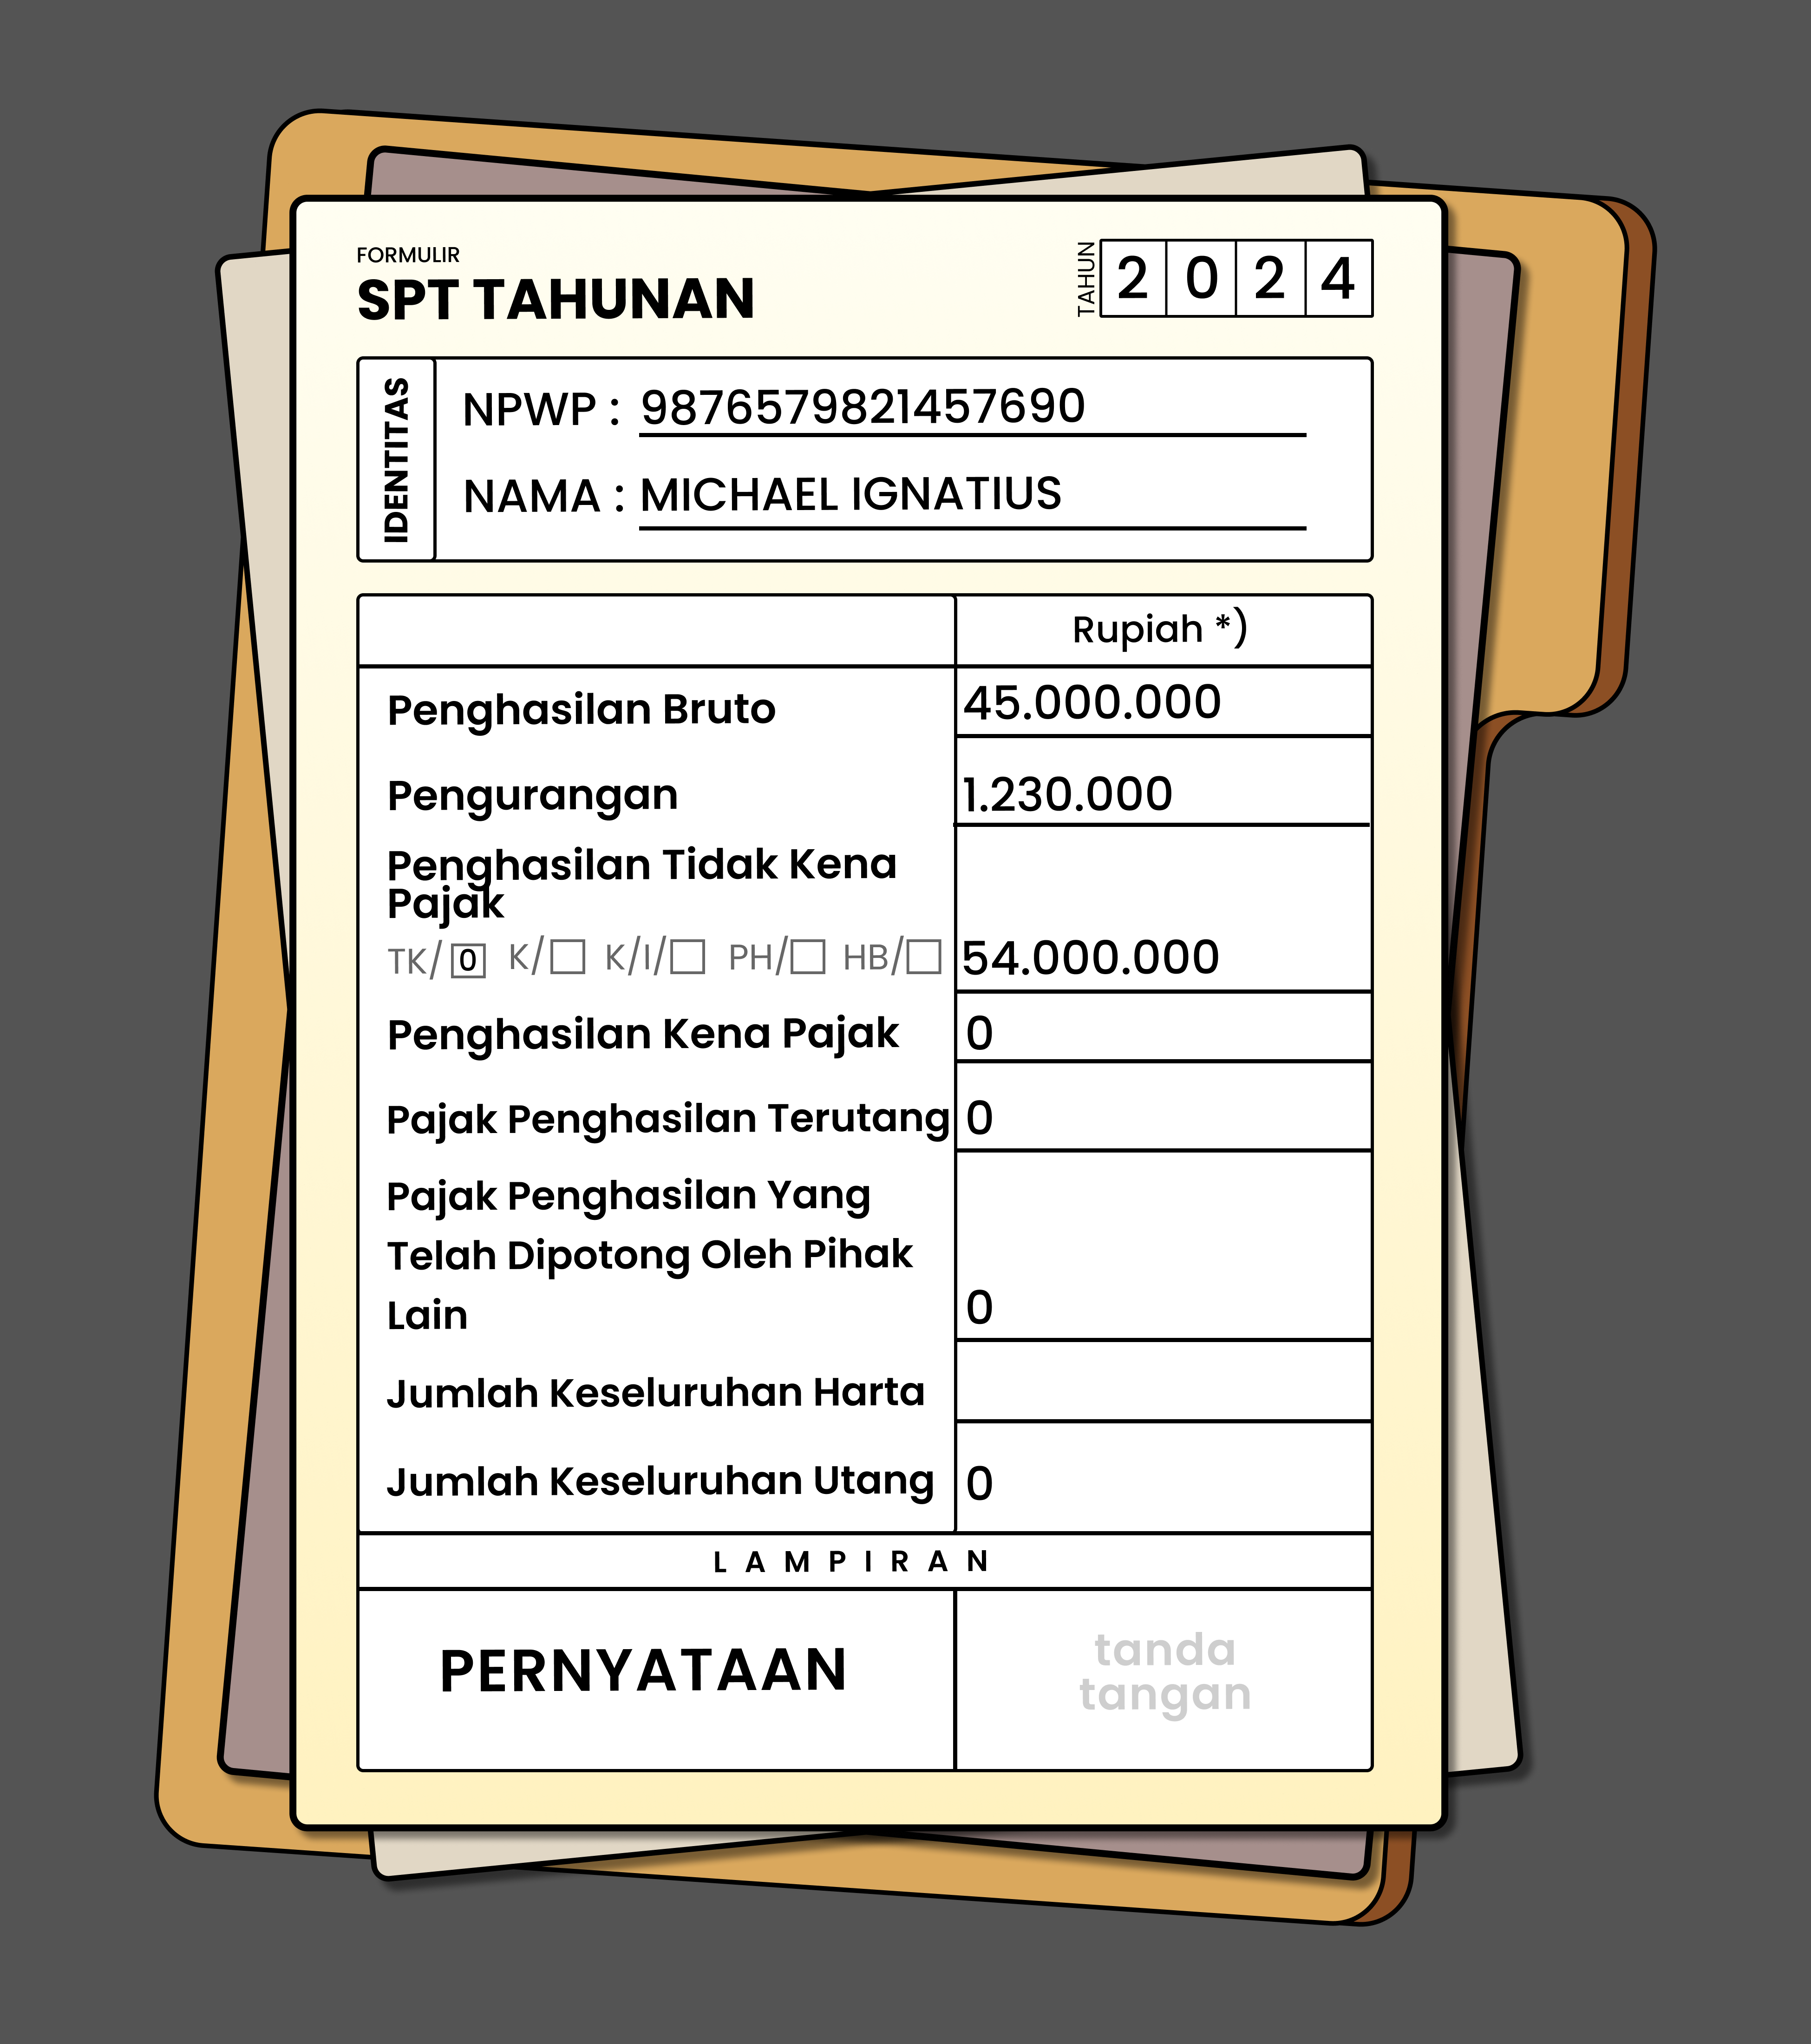 FORMULIR
SPT TAHUNAN
TAHUN 2 0 2 4
IDENTITAS
NPWP : 9876579821457690
NAMA : MICHAEL IGNATIUS
Rupiah *)
Penghasilan Bruto 45.000.000
Pengurangan 1.230.000
Penghasilan Tidak Kena
Pajak
TK/ 0 K/ K/I/ PH/ HB/ 54.000.000
Penghasilan Kena Pajak 0
Pajak Penghasilan Terutang 0
Pajak Penghasilan Yang
Telah Dipotong Oleh Pihak
Lain 0
Jumlah Keseluruhan Harta
Jumlah Keseluruhan Utang 0
LAMPIRAN
PERNYATAAN
tanda
tangan